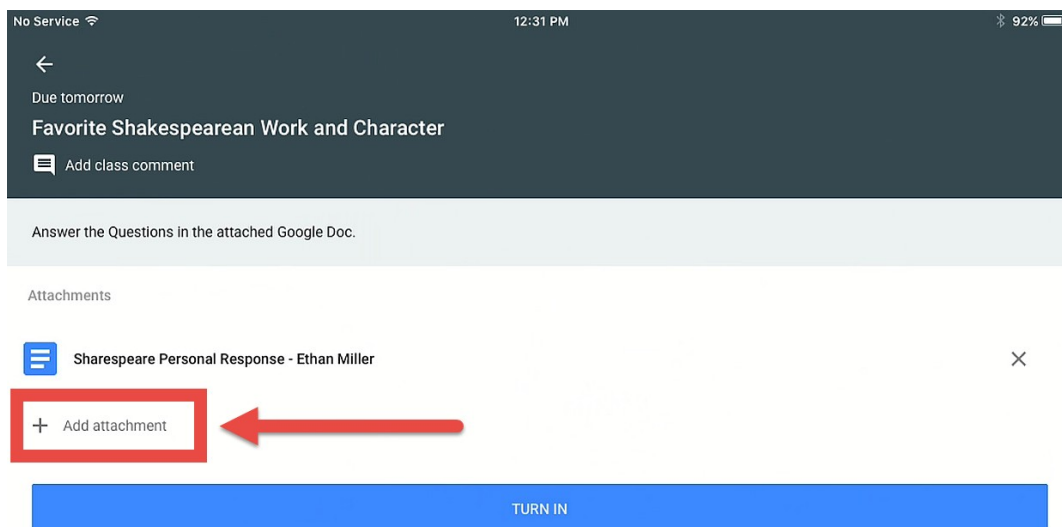 No Service 12:31 PM 92%
Due tomorrow
Favorite Shakespearean Work and Character
Add class comment
Answer the Questions in the attached Google Doc.
Attachments
Sharespeare Personal Response - Ethan Miller
+ Add attachment
TURN IN